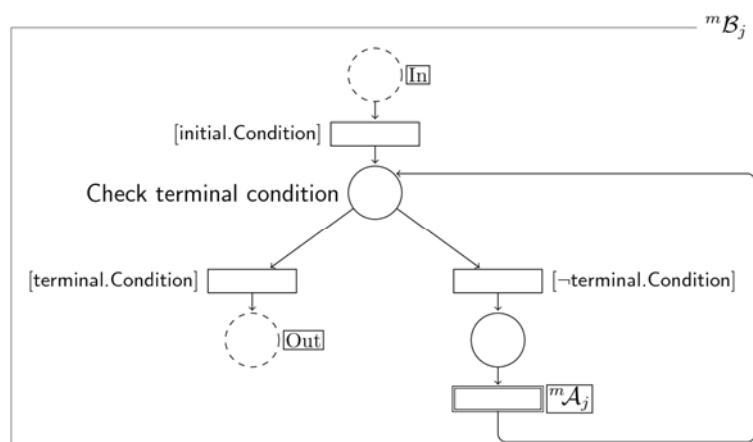 ᵐℬⱼ
In
[initial.Condition]
Check terminal condition
[terminal.Condition]
[¬terminal.Condition]
Out
ᵐ𝒜ⱼ